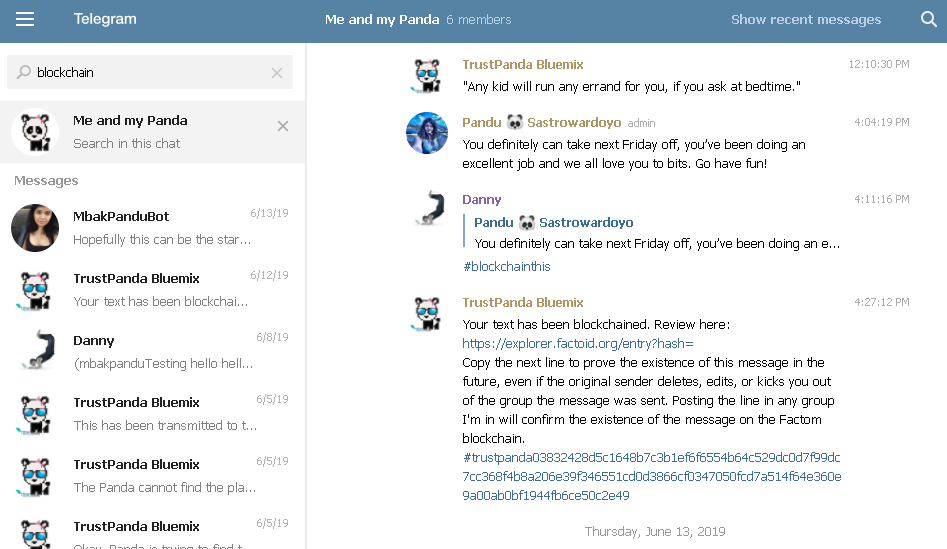 Telegram
Me and my Panda 6 members
Show recent messages
blockchain
Me and my Panda
Search in this chat
Messages
MbakPanduBot 6/13/19
Hopefully this can be the star...
TrustPanda Bluemix 6/12/19
Your text has been blockchai...
Danny 6/8/19
(mbakpanduTesting hello hell...
TrustPanda Bluemix 6/5/19
This has been transmitted to t...
TrustPanda Bluemix 6/5/19
The Panda cannot find the pla...
TrustPanda Bluemix 6/5/19
Okay, Panda is trying to find t...
TrustPanda Bluemix 12:10:30 PM
"Any kid will run any errand for you, if you ask at bedtime."
Pandu 🐼 Sastrowardoyo admin 4:04:19 PM
You definitely can take next Friday off, you've been doing an
excellent job and we all love you to bits. Go have fun!
Danny 4:11:16 PM
Pandu 🐼 Sastrowardoyo
You definitely can take next Friday off, you've been doing an e...
#blockchainthis
TrustPanda Bluemix 4:27:12 PM
Your text has been blockchained. Review here:
https://explorer.factoid.org/entry?hash=
Copy the next line to prove the existence of this message in the
future, even if the original sender deletes, edits, or kicks you out
of the group the message was sent. Posting the line in any group
I'm in will confirm the existence of the message on the Factom
blockchain.
#trustpanda03832428d5c1648b7c3b1ef6f6554b64c529dc0d7f99dc
7cc368f4b8a206e39f346551cd0d3866cf0347050fcd7a514f64e360e
9a00ab0bf1944fb6ce50c2e49
Thursday, June 13, 2019